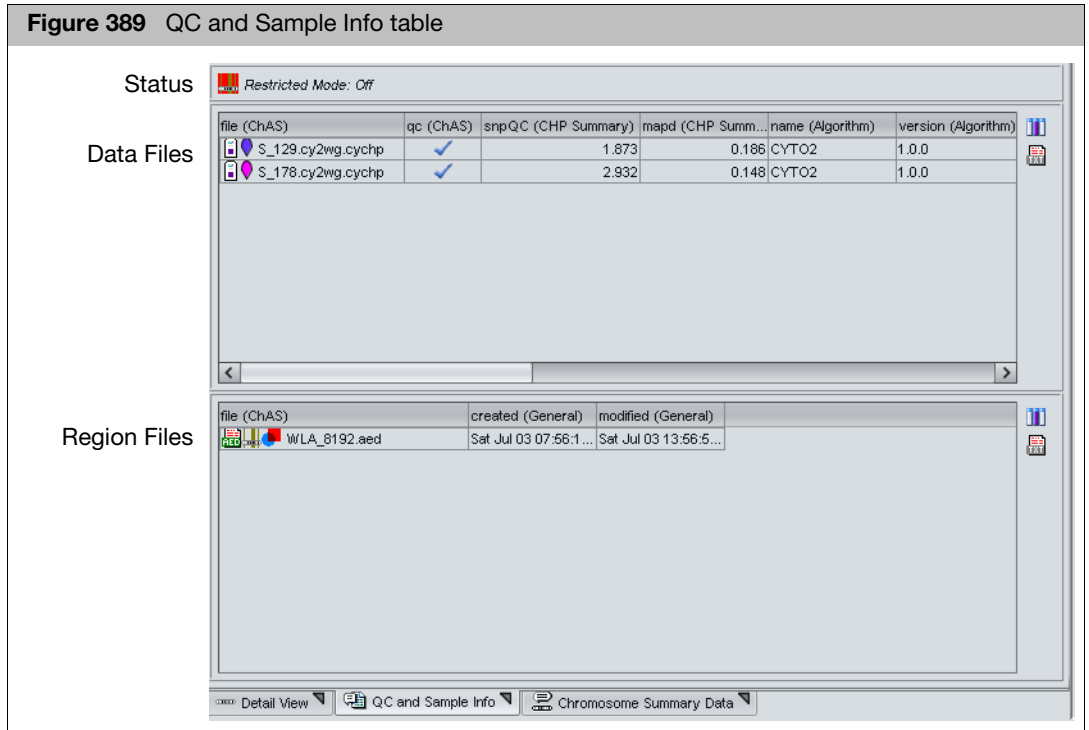 Figure 389 QC and Sample Info table
Status
Restricted Mode: Off
Data Files
file (ChAS) qc (ChAS) snpQC (CHP Summary) mapd (CHP Summ... name (Algorithm) version (Algorithm)
S_129.cy2wg.cychp 1.873 0.186 CYTO2 1.0.0
S_178.cy2wg.cychp 2.932 0.148 CYTO2 1.0.0
TXT
Region Files
file (ChAS) created (General) modified (General)
AED WLA_8192.aed Sat Jul 03 07:56:1... Sat Jul 03 13:56:5...
TXT
Detail View QC and Sample Info Chromosome Summary Data